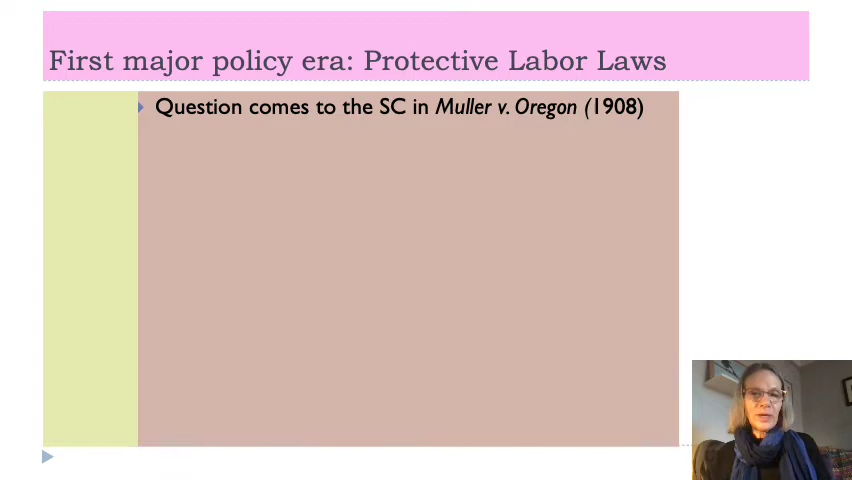 First major policy era: Protective Labor Laws
Question comes to the SC in Muller v. Oregon (1908)